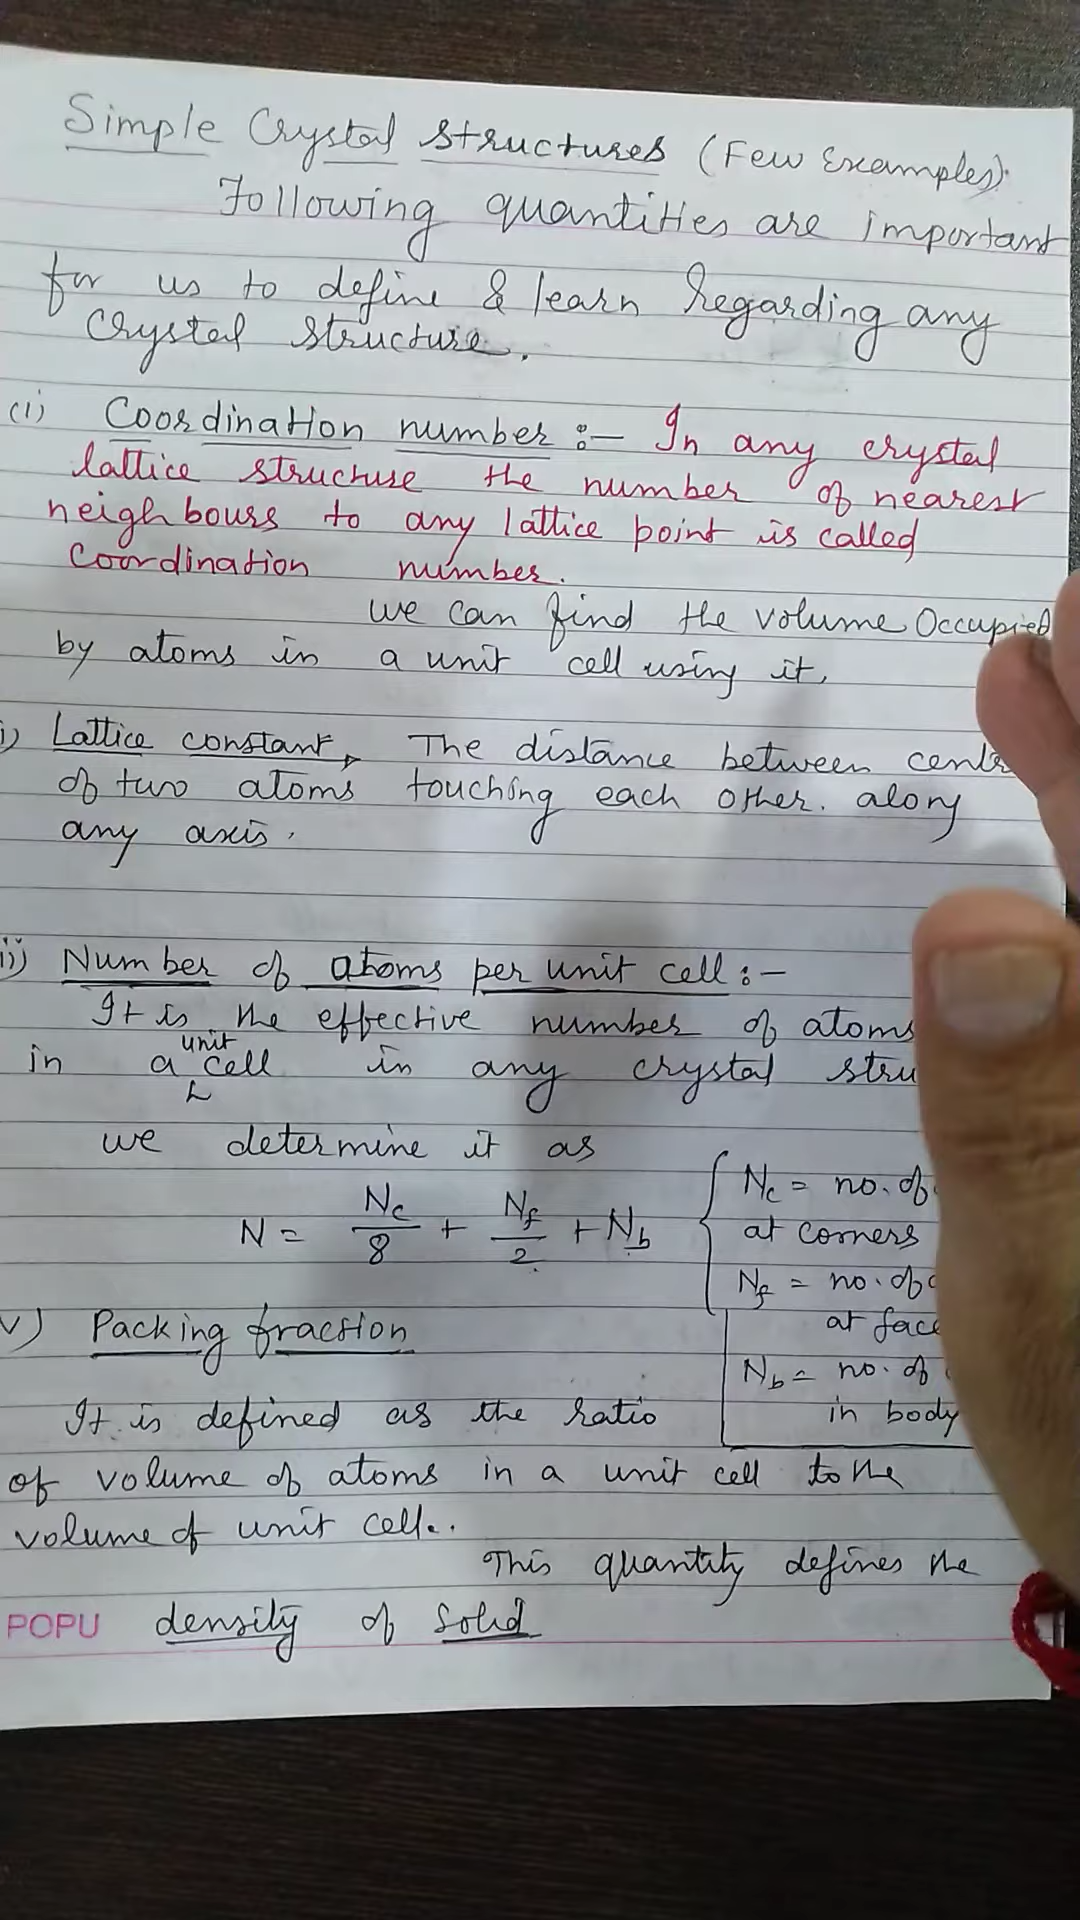 Simple Crystal Structures (Few Examples).
Following quantities are important
for us to define & learn Regarding any
Crystal Structure.
(i) Coordination number :- In any crystal
lattice structure the number of nearest
neighbours to any lattice point is called
Coordination number.
we can find the volume Occupied
by atoms in a unit cell using it.
i) Lattice constant, The distance between cent
of two atoms touching each other. along
any axis.
ii) Number of atoms per unit cell :-
It is the effective number of atoms
in a unit cell in any crystal stru
we determine it as
N = Nc/8 + Nf/2 + Nb
{ Nc = no. of
at corners
Nf = no. of
at face
Nb = no. of
in body
v) Packing fraction
It is defined as the ratio
of volume of atoms in a unit cell to the
volume of unit cell..
This quantity defines the
POPU density of Solid